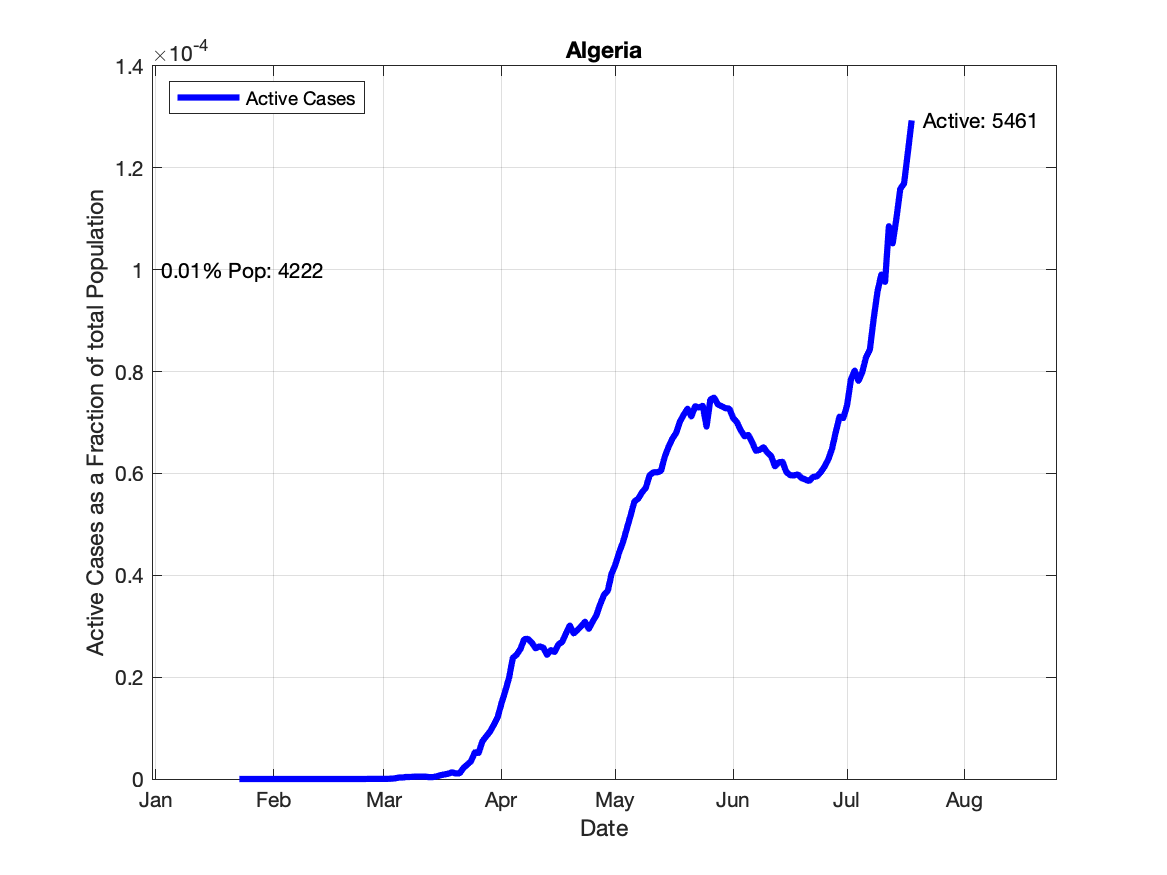 Algeria
×10-4
1.4
1.2
1
0.8
0.6
0.4
0.2
0
Active Cases
Active: 5461
0.01% Pop: 4222
Active Cases as a Fraction of total Population
Jan Feb Mar Apr May Jun Jul Aug
Date